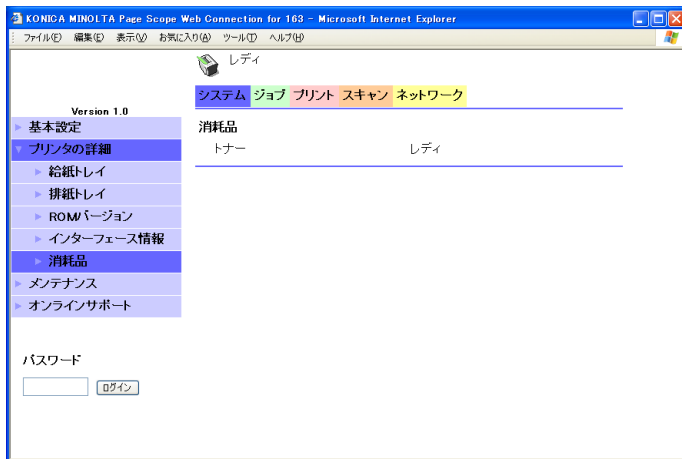 KONICA MINOLTA Page Scope Web Connection for 163 - Microsoft Internet Explorer
ファイル(F) 編集(E) 表示(V) お気に入り(A) ツール(T) ヘルプ(H)
レディ
システム ジョブ プリント スキャン ネットワーク
Version 1.0
基本設定
プリンタの詳細
給紙トレイ
排紙トレイ
ROMバージョン
インターフェース情報
消耗品
メンテナンス
オンラインサポート
消耗品
トナー レディ
パスワード
ログイン